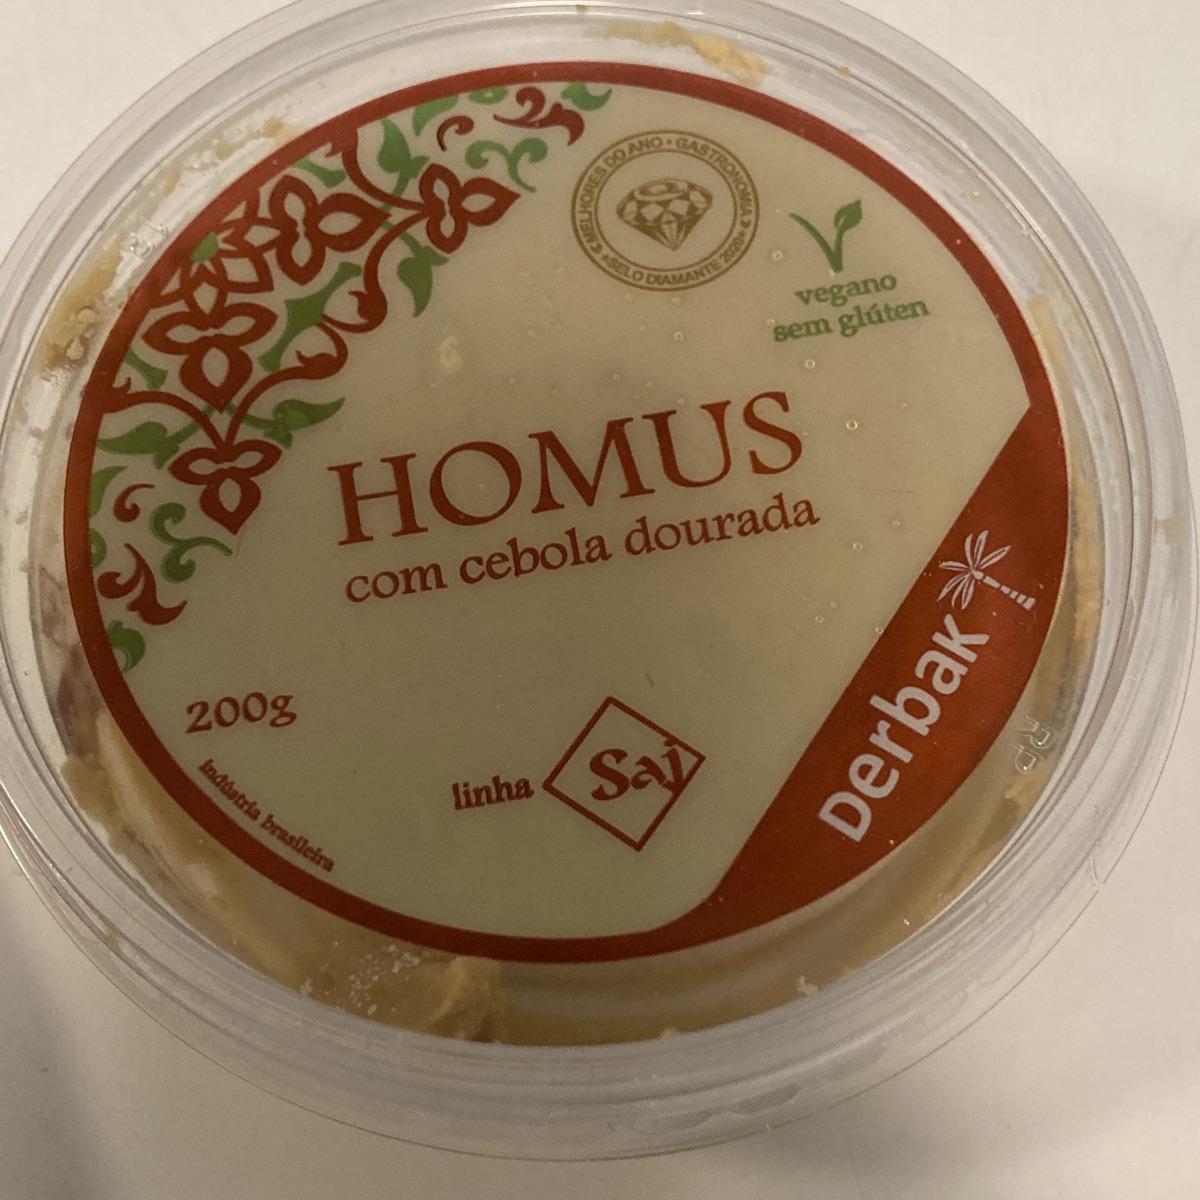 MELHORES DO ANO • GASTRONOMIA
*SELO DIAMANTE 2020*
vegano
sem glúten
HOMUS
com cebola dourada
Derbak
200g
linha Saj
indústria brasileira
RP